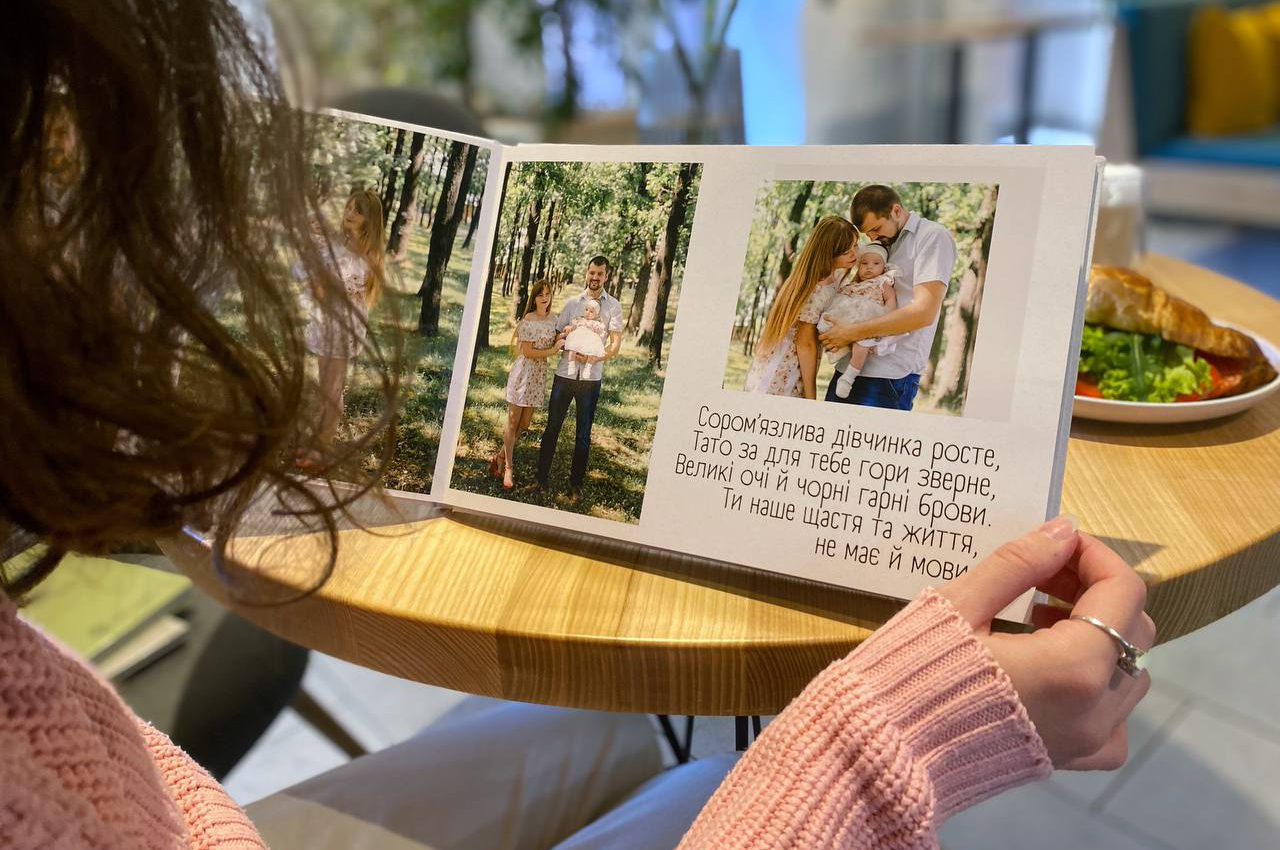 Сором'язлива дівчинка росте,
Тато за для тебе гори зверне,
Великі очі й чорні гарні брови.
Ти наше щастя та життя,
не має й мови